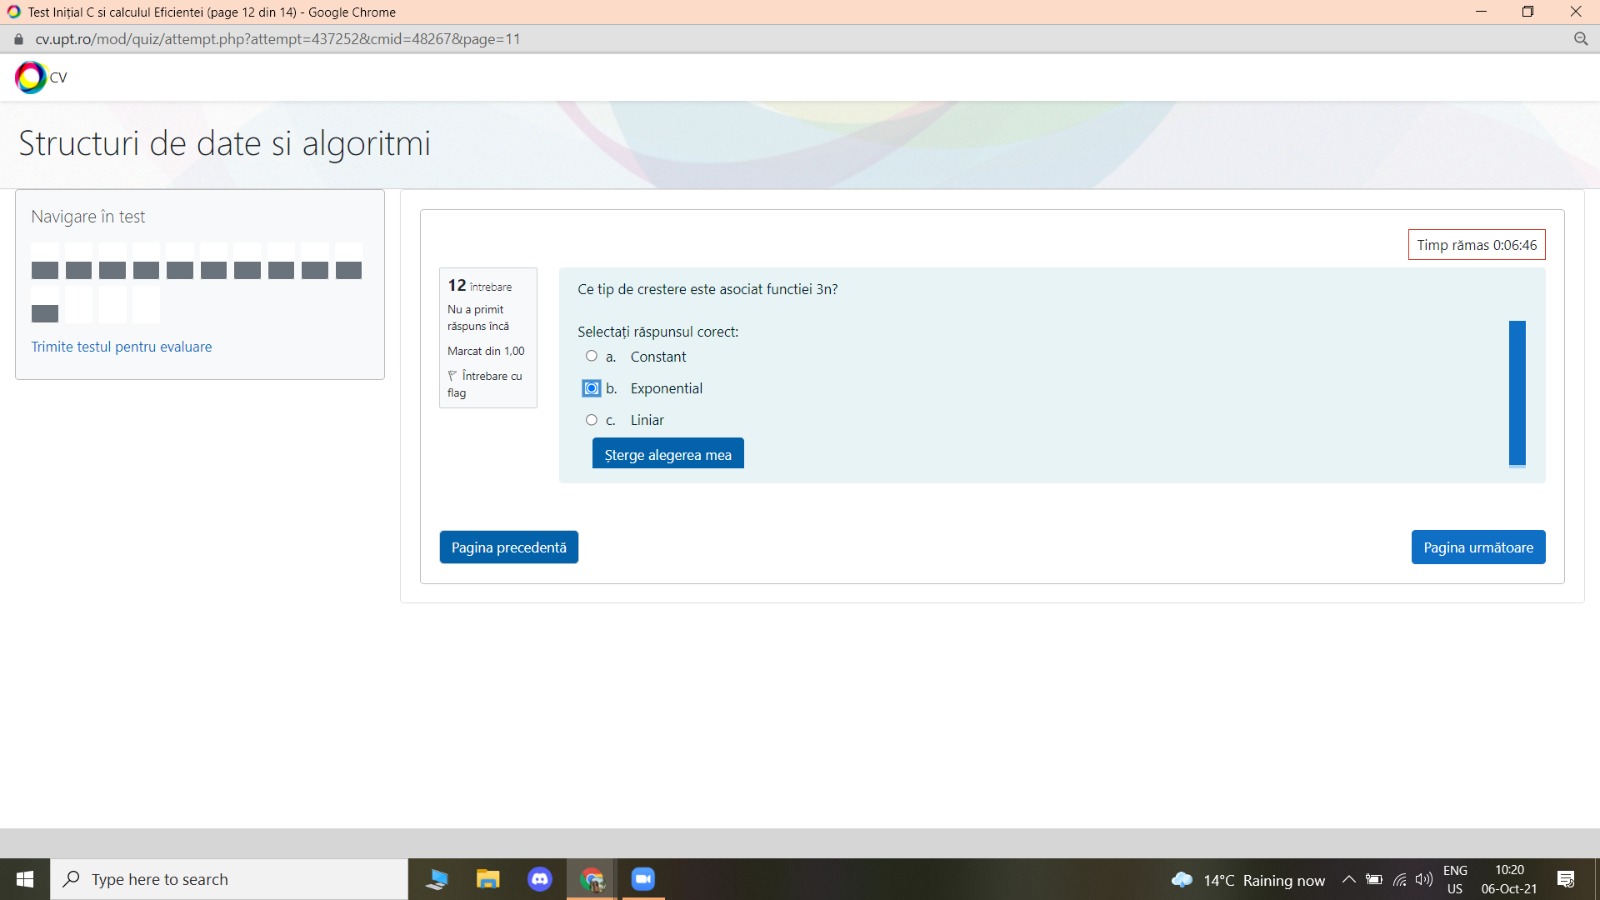 Test Inițial C si calculul Eficientei (page 12 din 14) - Google Chrome
cv.upt.ro/mod/quiz/attempt.php?attempt=437252&cmid=48267&page=11
CV
Structuri de date si algoritmi
Navigare în test
Trimite testul pentru evaluare
Timp rămas 0:06:46
12 întrebare
Nu a primit
răspuns încă
Marcat din 1,00
Întrebare cu
flag
Ce tip de crestere este asociat functiei 3n?
Selectați răspunsul corect:
a. Constant
b. Exponential
c. Liniar
Șterge alegerea mea
Pagina precedentă
Pagina următoare
Type here to search
14°C Raining now
ENG
US
10:20
06-Oct-21